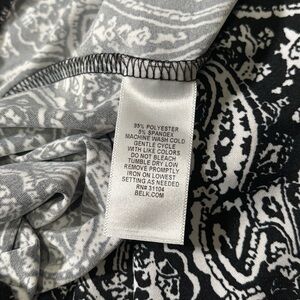 95% POLYESTER
5% SPANDEX
MACHINE WASH COLD
GENTLE CYCLE
WITH LIKE COLORS
DO NOT BLEACH
TUMBLE DRY LOW
REMOVE PROMPTLY
IRON ON LOWEST
SETTING AS NEEDED
RN# 31104
BELK.COM